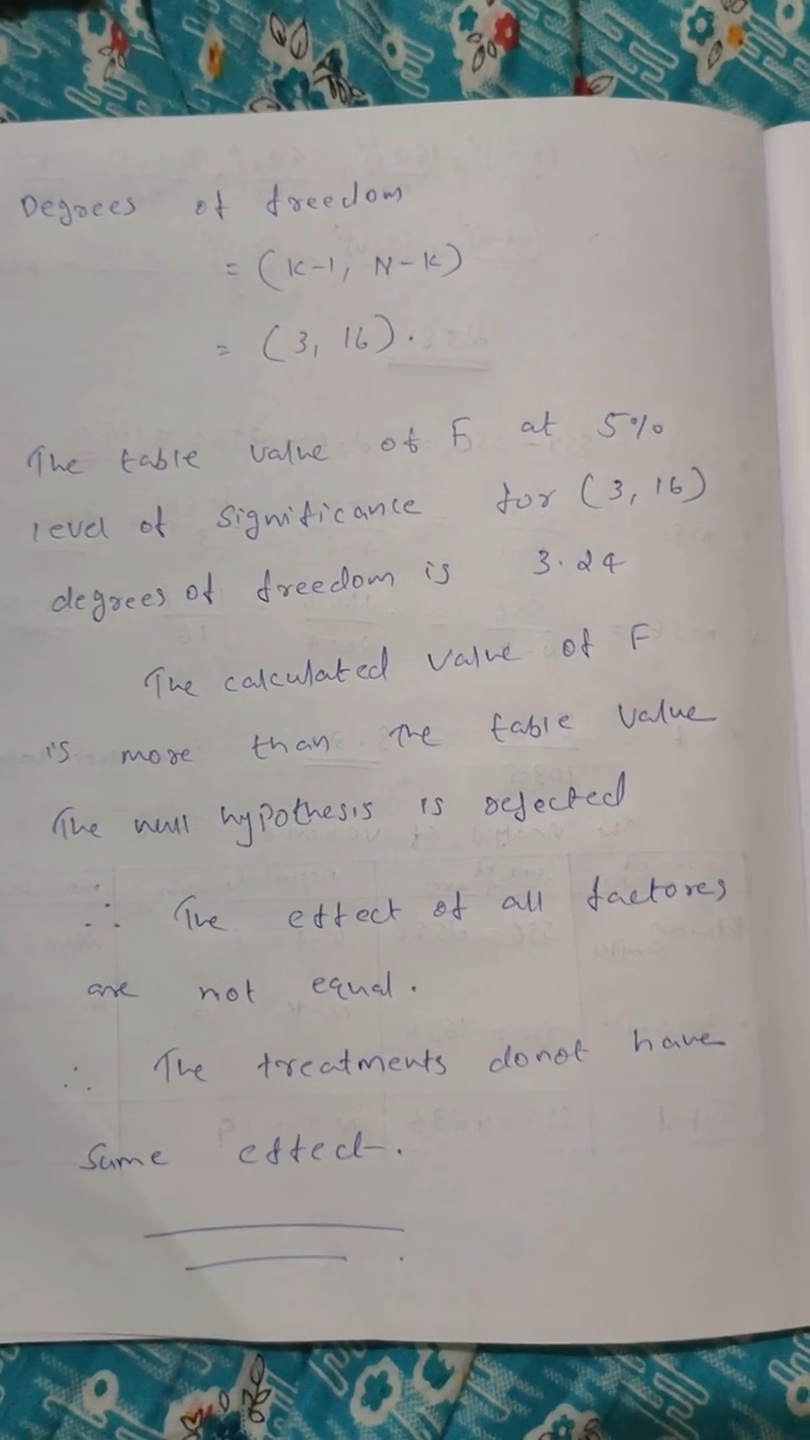 Degrees of freedom
= (K-1, N-K)
= (3, 16).
The table value of F at 5%
level of significance for (3, 16)
degrees of freedom is 3.24
The calculated value of F
is more than the table value
The null hypothesis is rejected
∴ The effect of all factores
are not equal.
∴ The treatments donot have
same effect.